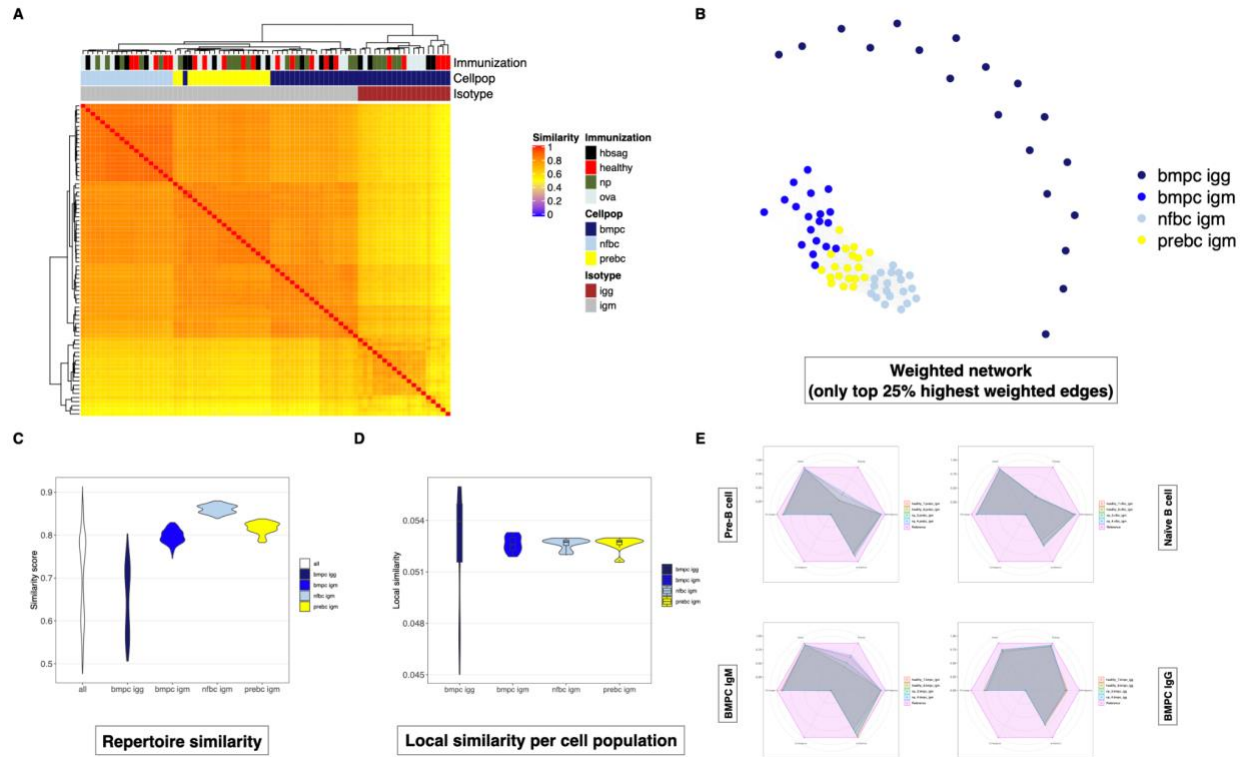 A
Immunization
Cellpop
Isotype
Similarity
1
0.8
0.6
0.4
0.2
0
Immunization
hbsag
healthy
np
ova
Cellpop
bmpc
nfbc
prebc
Isotype
igg
igm
B
bmpc igg
bmpc igm
nfbc igm
prebc igm
Weighted network
(only top 25% highest weighted edges)
C
Similarity score
0.9
0.8
0.7
0.6
0.5
all
bmpc igg
bmpc igm
nfbc igm
prebc igm
all
bmpc igg
bmpc igm
nfbc igm
prebc igm
Repertoire similarity
D
Local similarity
0.054
0.051
0.048
0.045
bmpc igg
bmpc igm
nfbc igm
prebc igm
bmpc igg
bmpc igm
nfbc igm
prebc igm
Local similarity per cell population
E
Pre-B cell
Naïve B cell
BMPC IgM
BMPC IgG